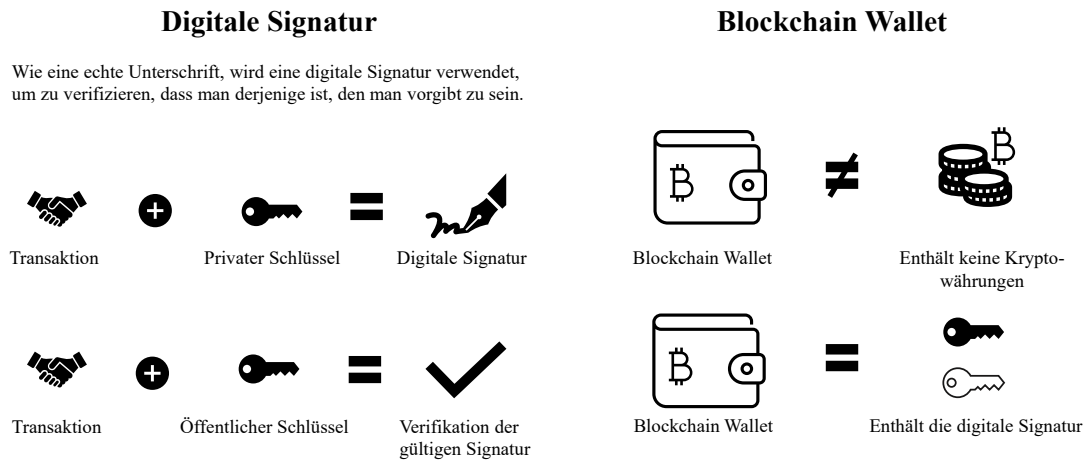 Digitale Signatur
Wie eine echte Unterschrift, wird eine digitale Signatur verwendet,
um zu verifizieren, dass man derjenige ist, den man vorgibt zu sein.
Transaktion
Privater Schlüssel
Digitale Signatur
Transaktion
Öffentlicher Schlüssel
Verifikation der
gültigen Signatur
Blockchain Wallet
Blockchain Wallet
Enthält keine Krypto-
währungen
Blockchain Wallet
Enthält die digitale Signatur